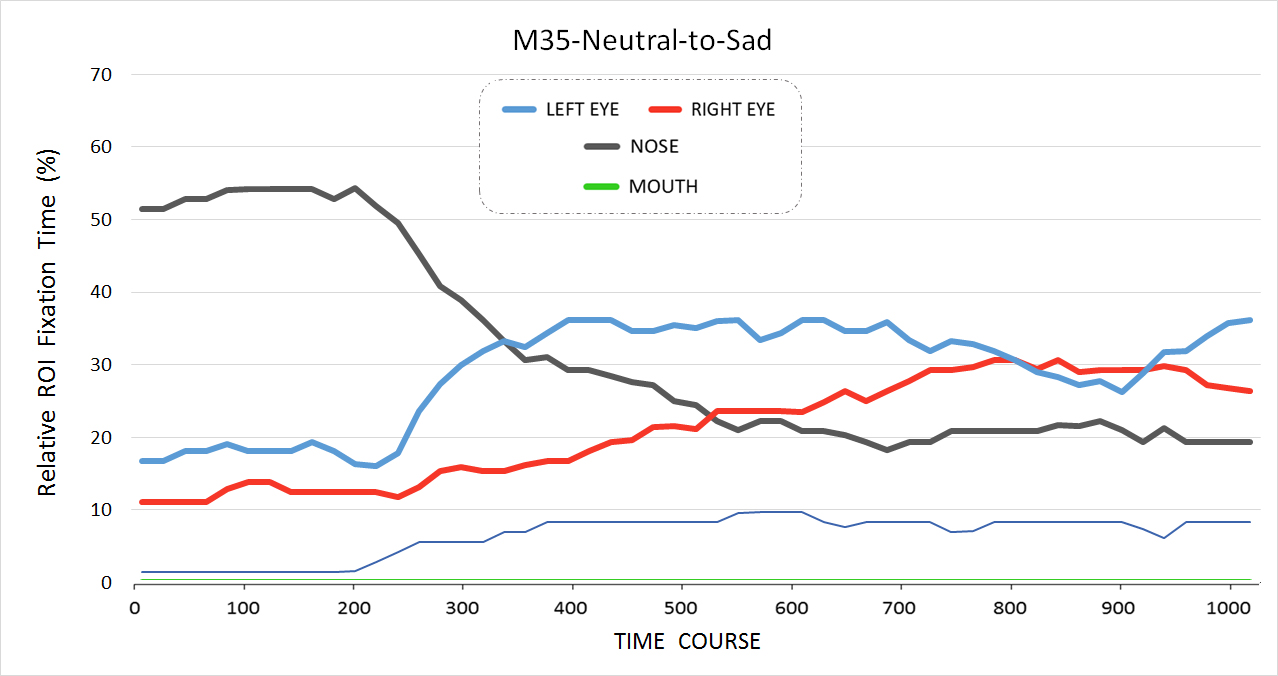 M35-Neutral-to-Sad
70
60
50
40
30
20
10
0
Relative ROI Fixation Time (%)
LEFT EYE RIGHT EYE
NOSE
MOUTH
0 100 200 300 400 500 600 700 800 900 1000
TIME COURSE